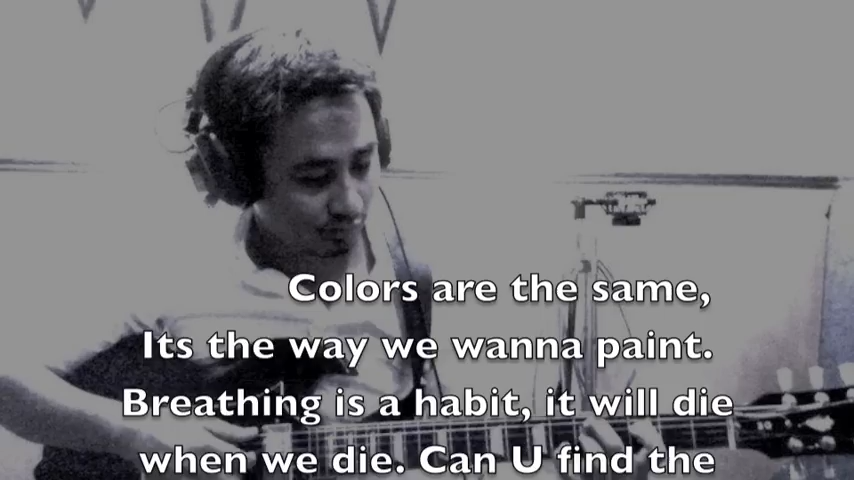 Colors are the same,
Its the way we wanna paint.
Breathing is a habit, it will die
when we die. Can U find the